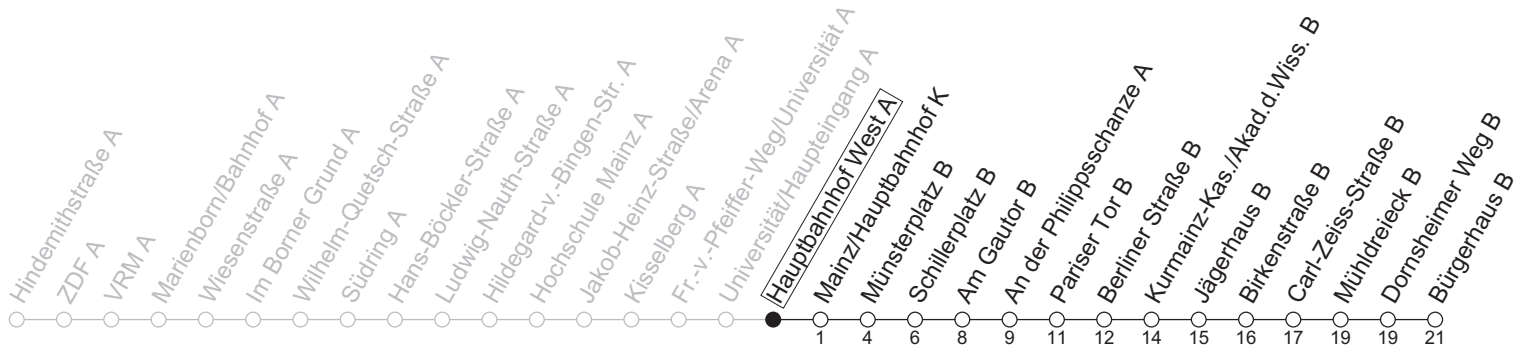 Hindemithstraße A
ZDF A
VRM A
Marienborn/Bahnhof A
Wiesenstraße A
Im Borner Grund A
Wilhelm-Quetsch-Straße A
Südring A
Hans-Böckler-Straße A
Ludwig-Nauth-Straße A
Hildegard-v.-Bingen-Str. A
Hochschule Mainz A
Jakob-Heinz-Straße/Arena A
Kisselberg A
Fr.-v.-Pfeiffer-Weg/Universität A
Universität/Haupteingang A
Hauptbahnhof West A
Mainz/Hauptbahnhof K
Münsterplatz B
Schillerplatz B
Am Gautor B
An der Philippsschanze A
Pariser Tor B
Berliner Straße B
Kurmainz-Kas./Akad.d.Wiss. B
Jägerhaus B
Birkenstraße B
Carl-Zeiss-Straße B
Mühldreieck B
Dornsheimer Weg B
Bürgerhaus B
1 4 6 8 9 11 12 14 15 16 17 19 19 21